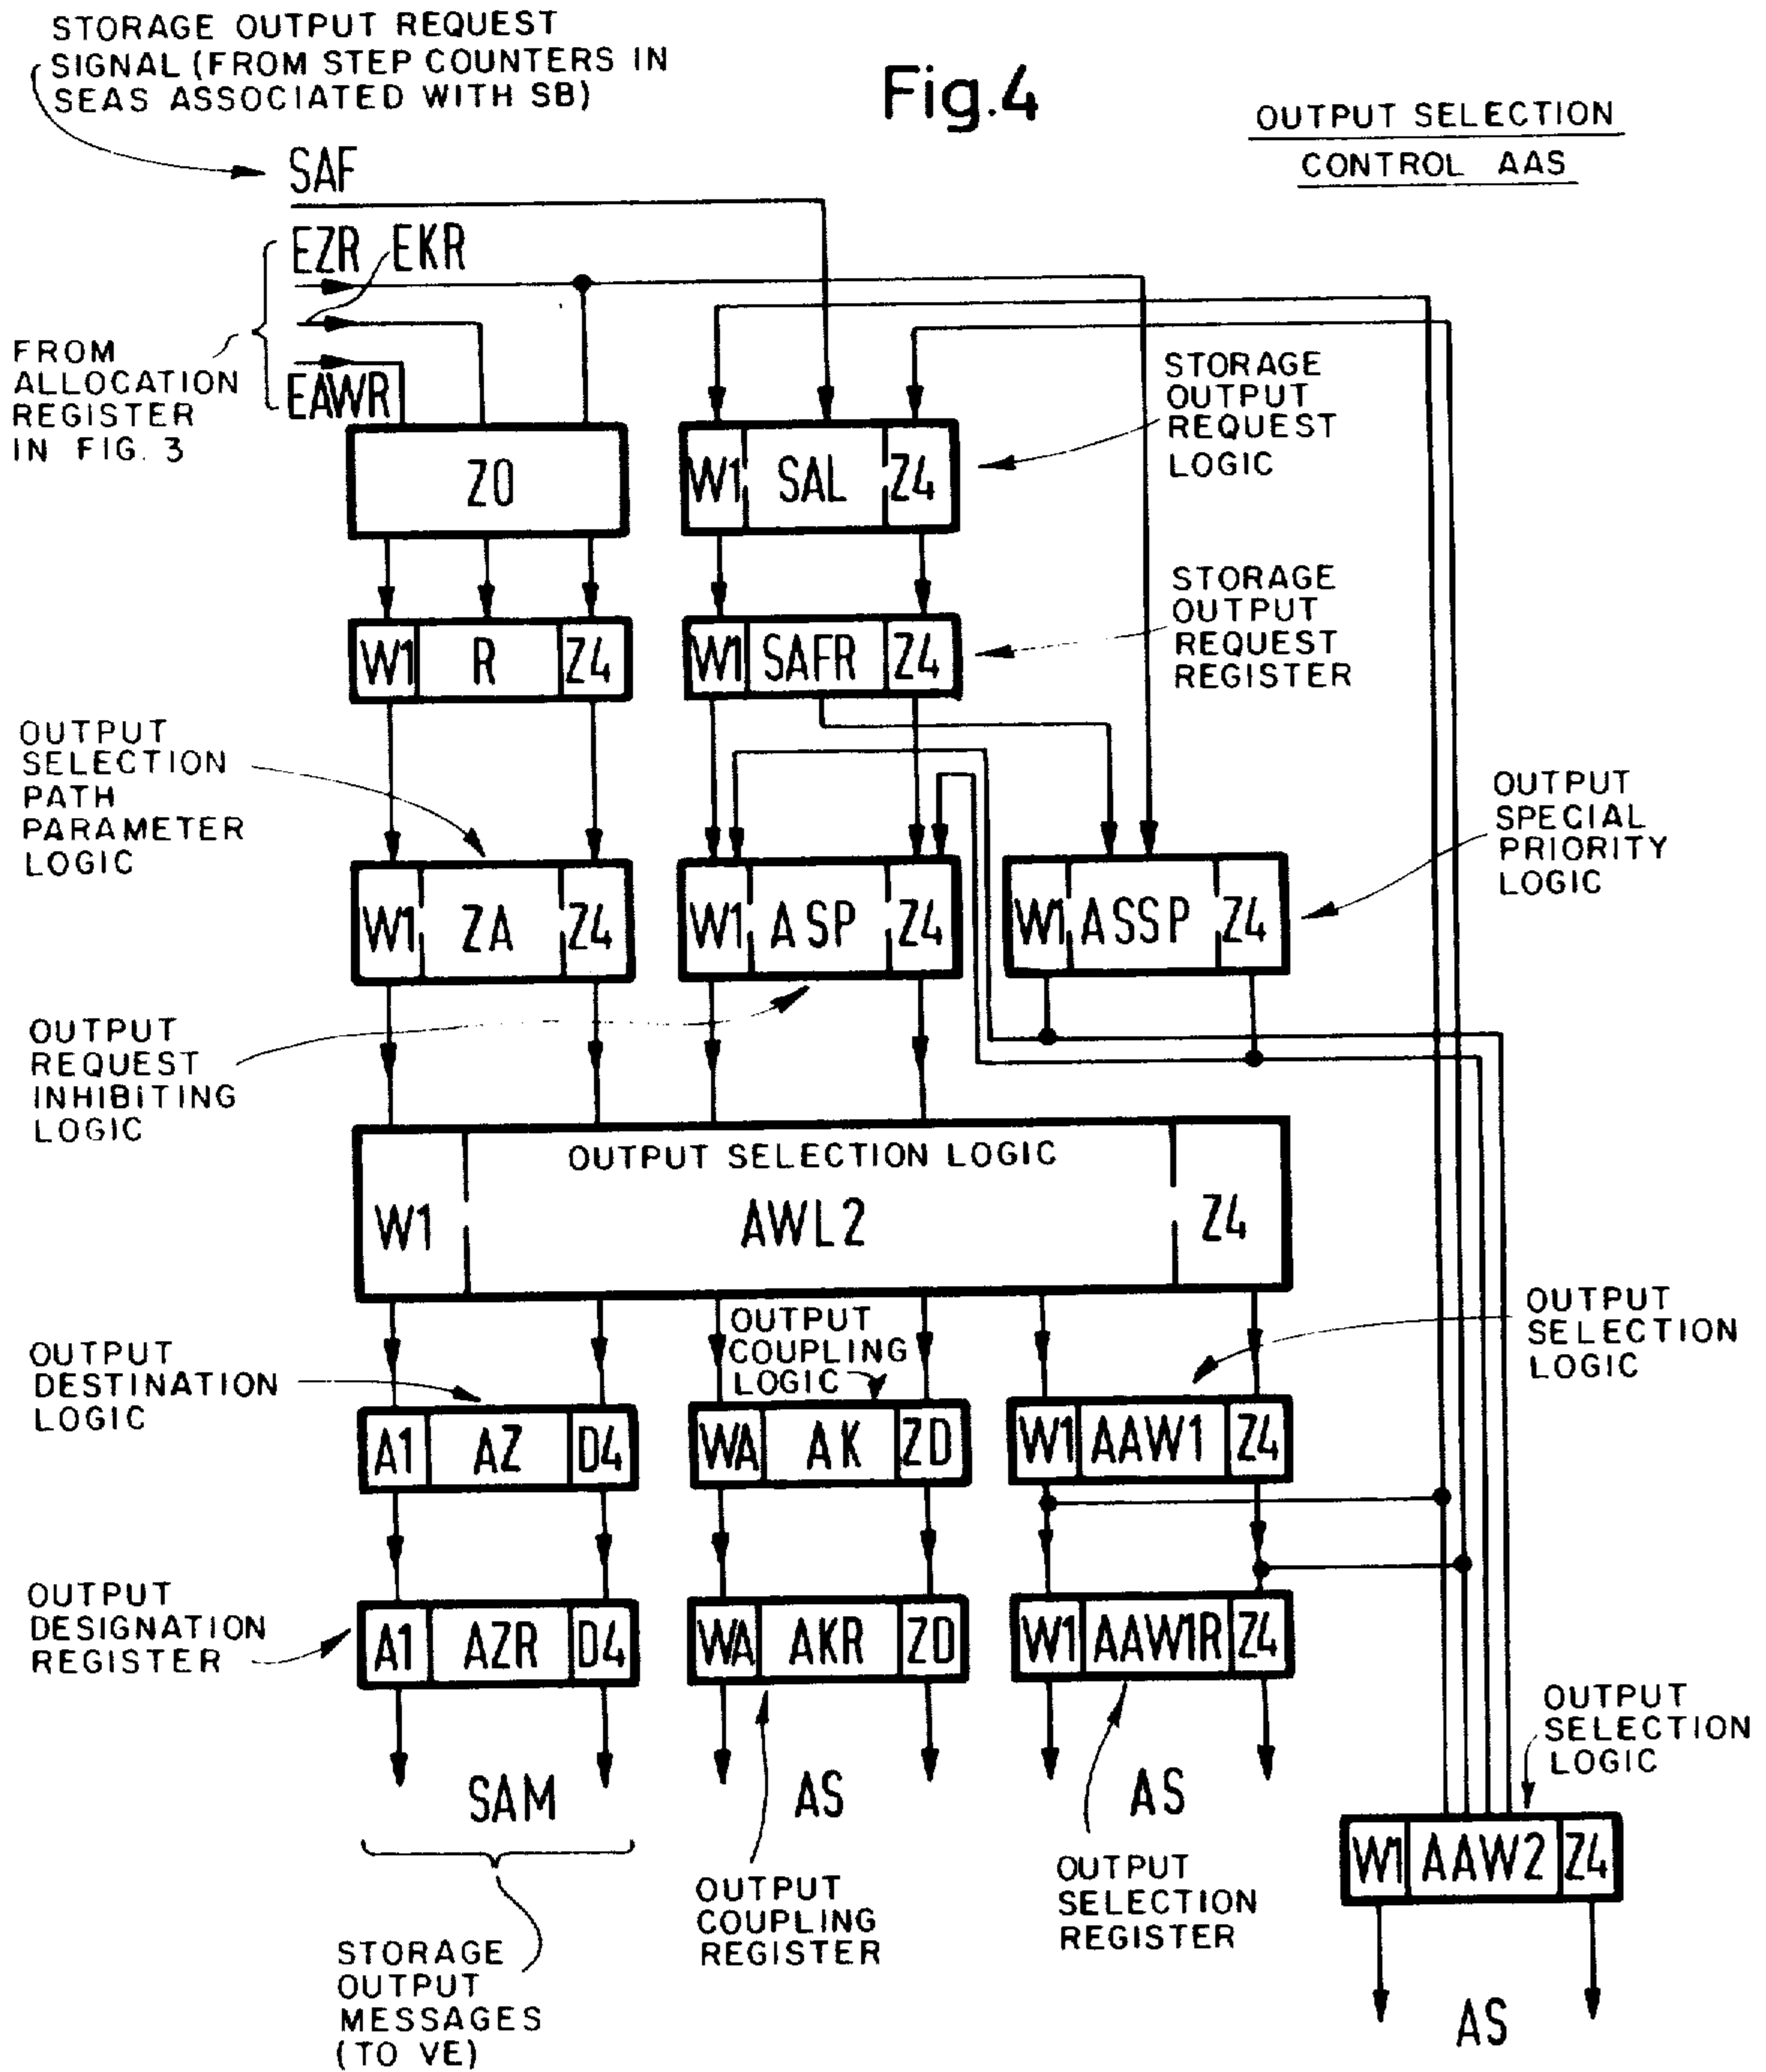 STORAGE OUTPUT REQUEST
SIGNAL (FROM STEP COUNTERS IN
SEAS ASSOCIATED WITH SB)
Fig.4
OUTPUT SELECTION
CONTROL AAS
SAF
EZR EKR
EAWR
FROM
ALLOCATION
REGISTER
IN FIG. 3
Z0
W1 SAL Z4
STORAGE
OUTPUT
REQUEST
LOGIC
W1 R Z4
W1 SAFR Z4
STORAGE
OUTPUT
REQUEST
REGISTER
OUTPUT
SELECTION
PATH
PARAMETER
LOGIC
W1 ZA Z4
W1 ASP Z4
W1 ASSP Z4
OUTPUT
SPECIAL
PRIORITY
LOGIC
OUTPUT
REQUEST
INHIBITING
LOGIC
OUTPUT SELECTION LOGIC
W1 AWL2 Z4
OUTPUT
DESTINATION
LOGIC
OUTPUT
COUPLING
LOGIC
OUTPUT
SELECTION
LOGIC
A1 AZ D4
WA AK ZD
W1 AAW1 Z4
OUTPUT
DESIGNATION
REGISTER
A1 AZR D4
WA AKR ZD
W1 AAW1R Z4
SAM
AS
AS
OUTPUT
SELECTION
LOGIC
W1 AAW2 Z4
AS
STORAGE
OUTPUT
MESSAGES
(TO VE)
OUTPUT
COUPLING
REGISTER
OUTPUT
SELECTION
REGISTER